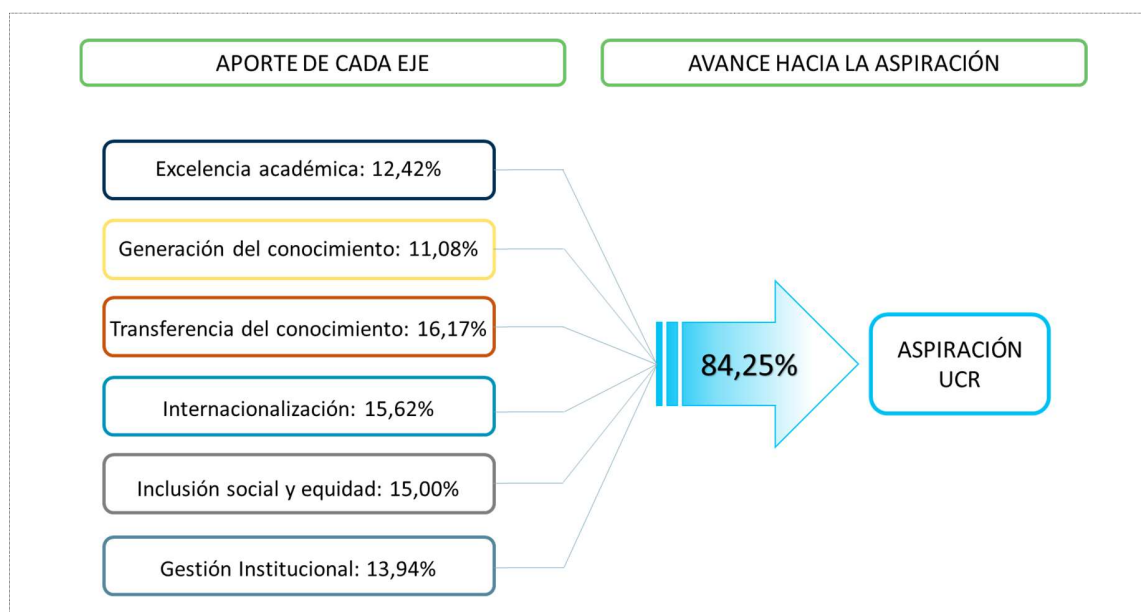 APORTE DE CADA EJE
AVANCE HACIA LA ASPIRACIÓN
Excelencia académica: 12,42%
Generación del conocimiento: 11,08%
Transferencia del conocimiento: 16,17%
Internacionalización: 15,62%
Inclusión social y equidad: 15,00%
Gestión Institucional: 13,94%
84,25%
ASPIRACIÓN
UCR